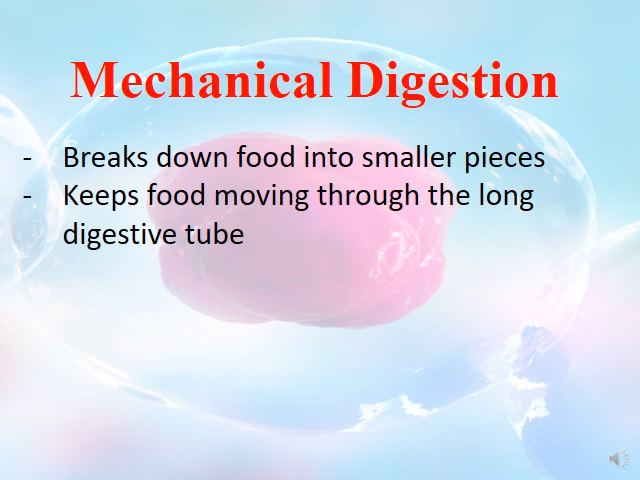 Mechanical Digestion
- Breaks down food into smaller pieces
- Keeps food moving through the long
digestive tube